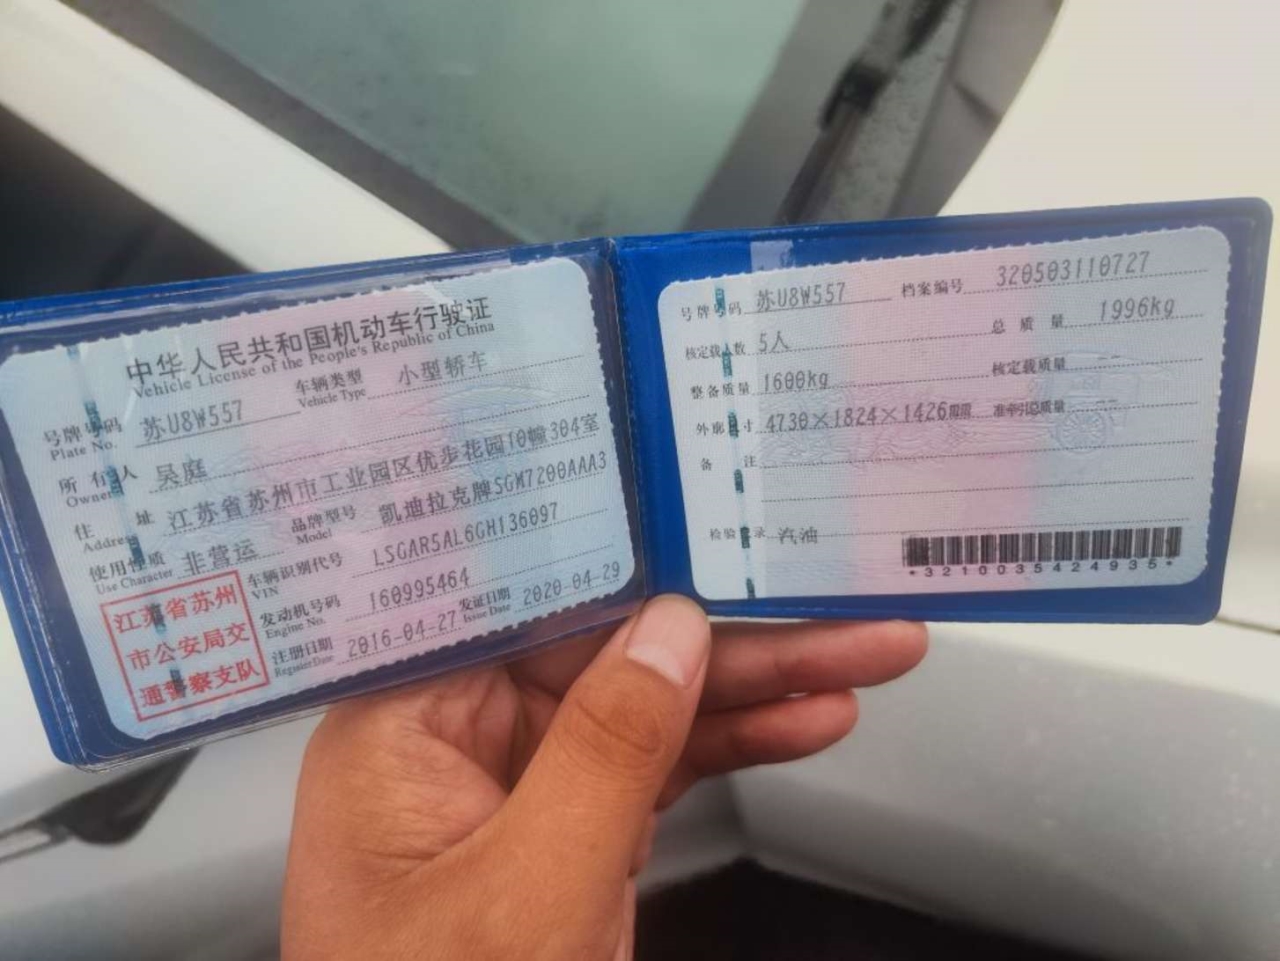 中华人民共和国机动车行驶证
Vehicle License of the People's Republic of China
号牌号码 苏U8W557 车辆类型 小型轿车
Plate No. Vehicle Type
所有人 吴庭
Owner
住 址 江苏省苏州市工业园区优步花园10幢304室
Address
使用性质 非营运 品牌型号 凯迪拉克牌SGM7200AAA3
Use Character Model
车辆识别代号 LSGAR5AL6GH136097
VIN
发动机号码 160995464
Engine No.
注册日期 2016-04-27 发证日期 2020-04-29
Register Date Issue Date
江苏省苏州
市公安局交
通警察支队
号牌号码 苏U8W557 档案编号 320503110727
核定载人数 5人 总质量 1996kg
整备质量 1600kg 核定载质量
外廓尺寸 4730×1824×1426mm 准牵引总质量
备 注
检验记录 汽油
*3210035424935*